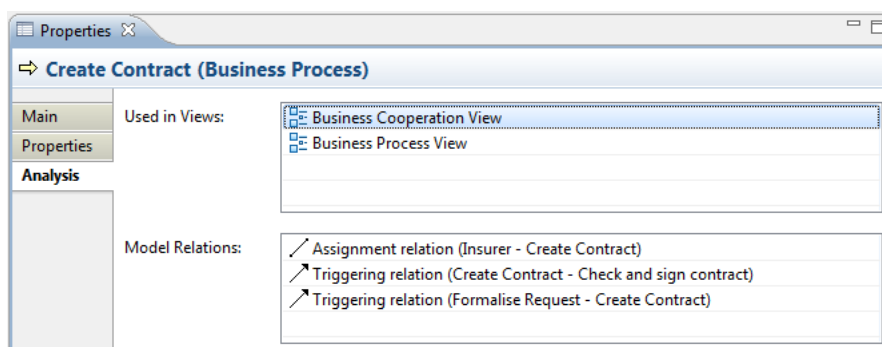 Properties
Create Contract (Business Process)
Main
Properties
Analysis
Used in Views:
Business Cooperation View
Business Process View
Model Relations:
Assignment relation (Insurer - Create Contract)
Triggering relation (Create Contract - Check and sign contract)
Triggering relation (Formalise Request - Create Contract)